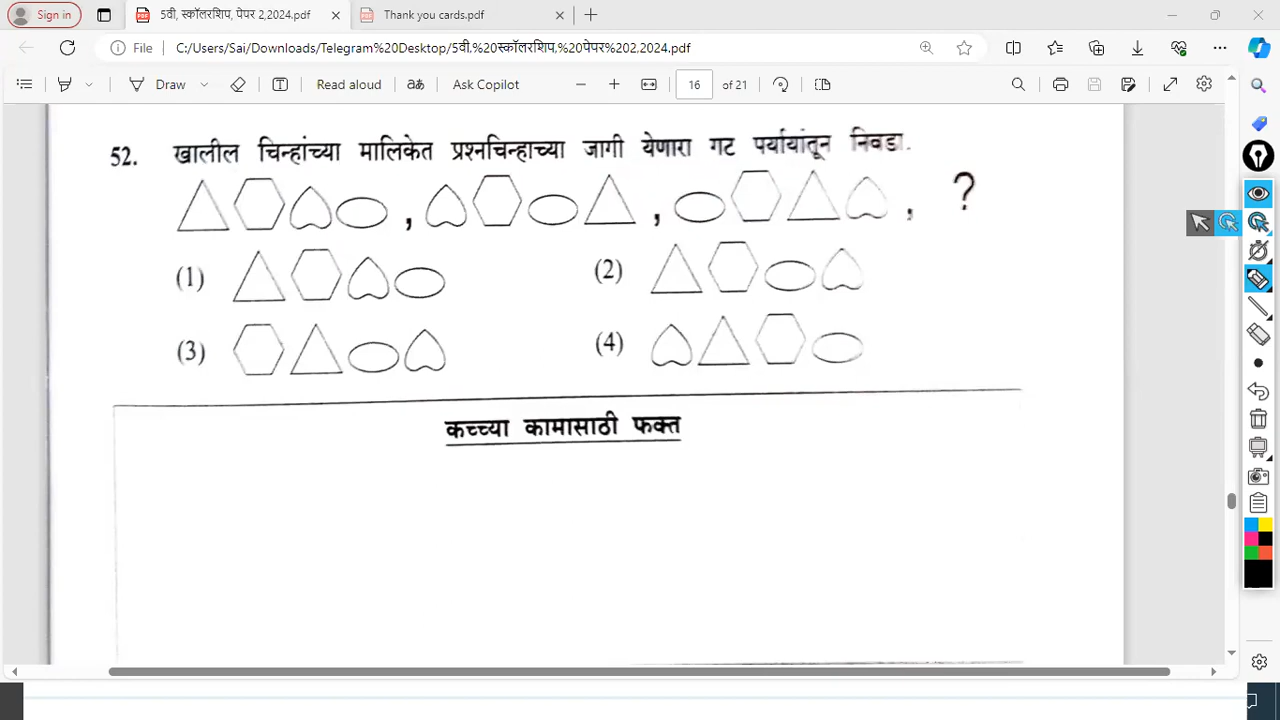 Sign in
5वी, स्कॉलरशिप, पेपर 2,2024.pdf
Thank you cards.pdf
File
C:/Users/Sai/Downloads/Telegram%20Desktop/5वी.%20स्कॉलरशिप,%20पेपर%202,2024.pdf
Draw
Read aloud
Ask Copilot
16 of 21
52. खालील चिन्हांच्या मालिकेत प्रश्नचिन्हाच्या जागी येणारा गट पर्यायांतून निवडा.
, , , ?
(1) (2)
(3) (4)
कच्च्या कामासाठी फक्त